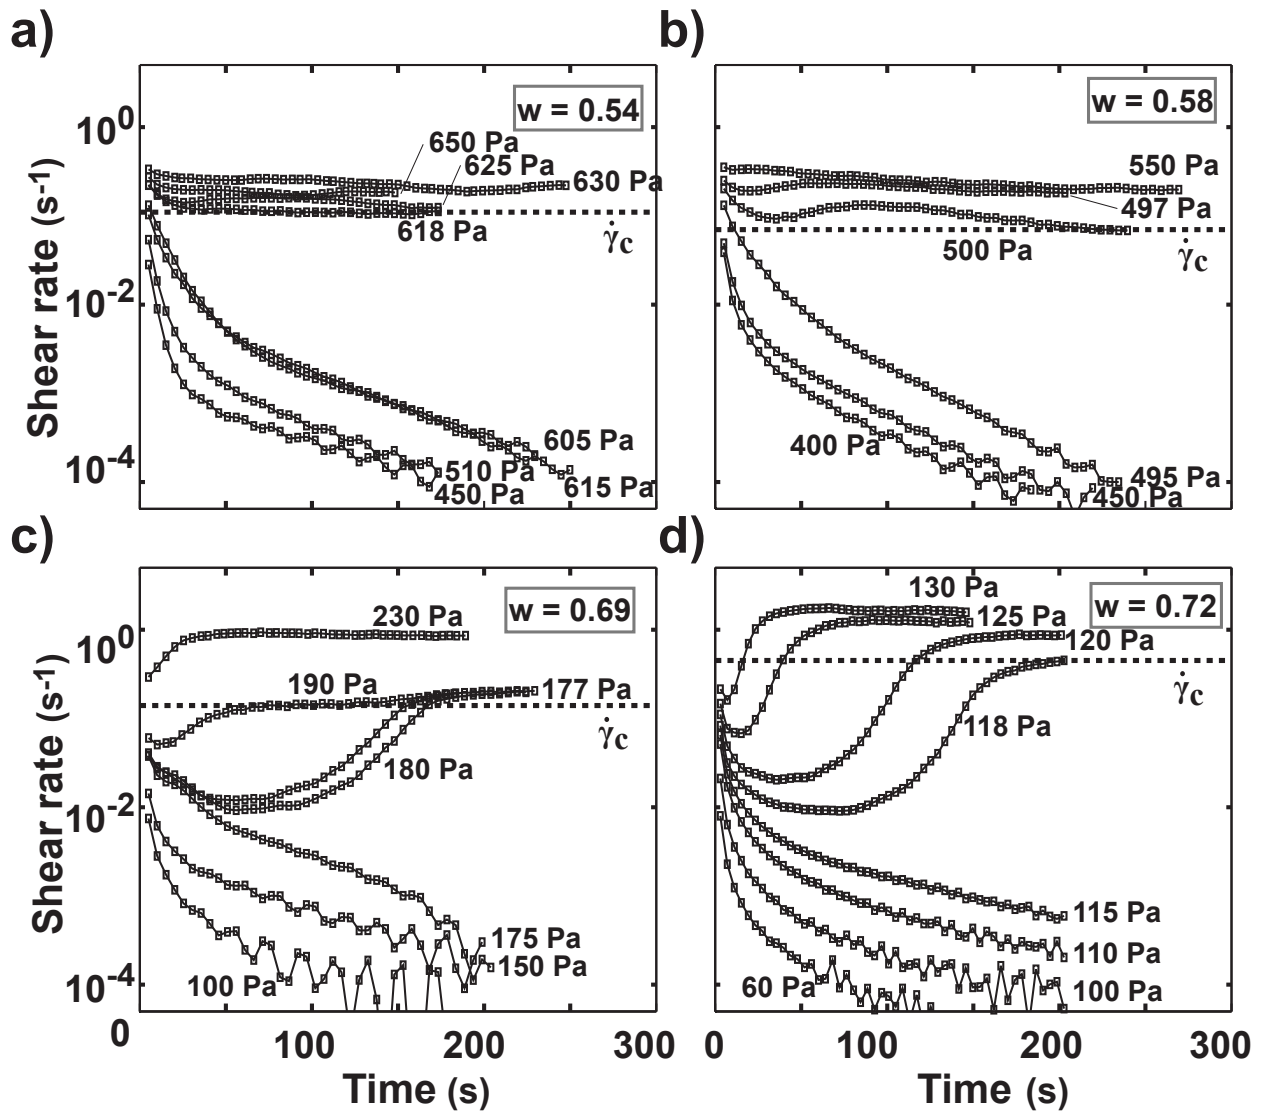 a)
b)
w = 0.54
w = 0.58
10^0
650 Pa
625 Pa
630 Pa
618 Pa
γ̇c
550 Pa
497 Pa
500 Pa
γ̇c
10^-2
Shear rate (s^-1)
605 Pa
510 Pa
450 Pa
615 Pa
400 Pa
495 Pa
450 Pa
10^-4
c)
d)
w = 0.69
w = 0.72
230 Pa
130 Pa
125 Pa
120 Pa
10^0
190 Pa
177 Pa
γ̇c
γ̇c
180 Pa
118 Pa
10^-2
Shear rate (s^-1)
175 Pa
150 Pa
100 Pa
115 Pa
110 Pa
100 Pa
60 Pa
10^-4
0 100 200 300
0 100 200 300
Time (s)
Time (s)